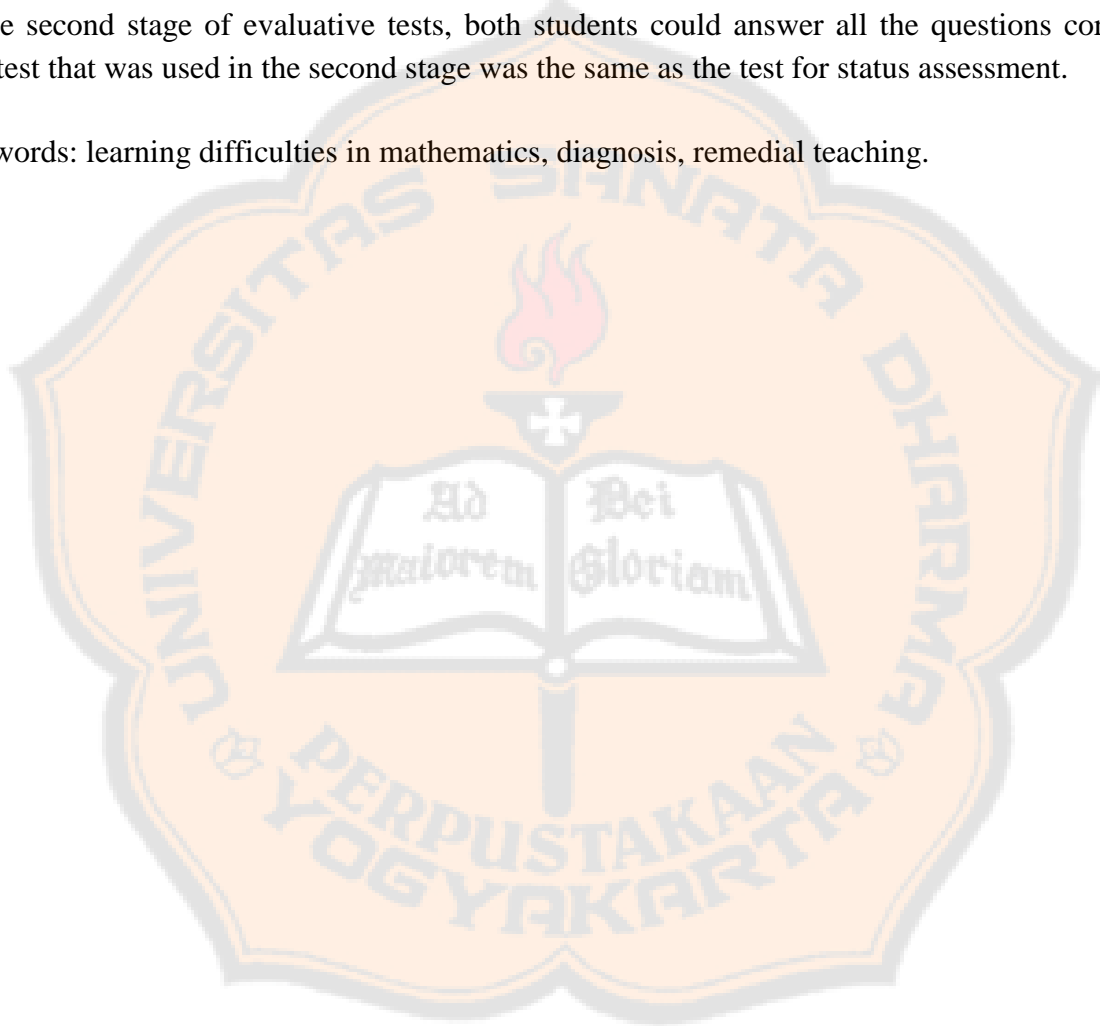 e second stage of evaluative tests, both students could answer all the questions cor
test that was used in the second stage was the same as the test for status assessment.
words: learning difficulties in mathematics, diagnosis, remedial teaching.
UNIVERSITAS SANATA DHARMA
Ad Dei
Maiorem Gloriam
PERPUSTAKAAN
YOGYAKARTA